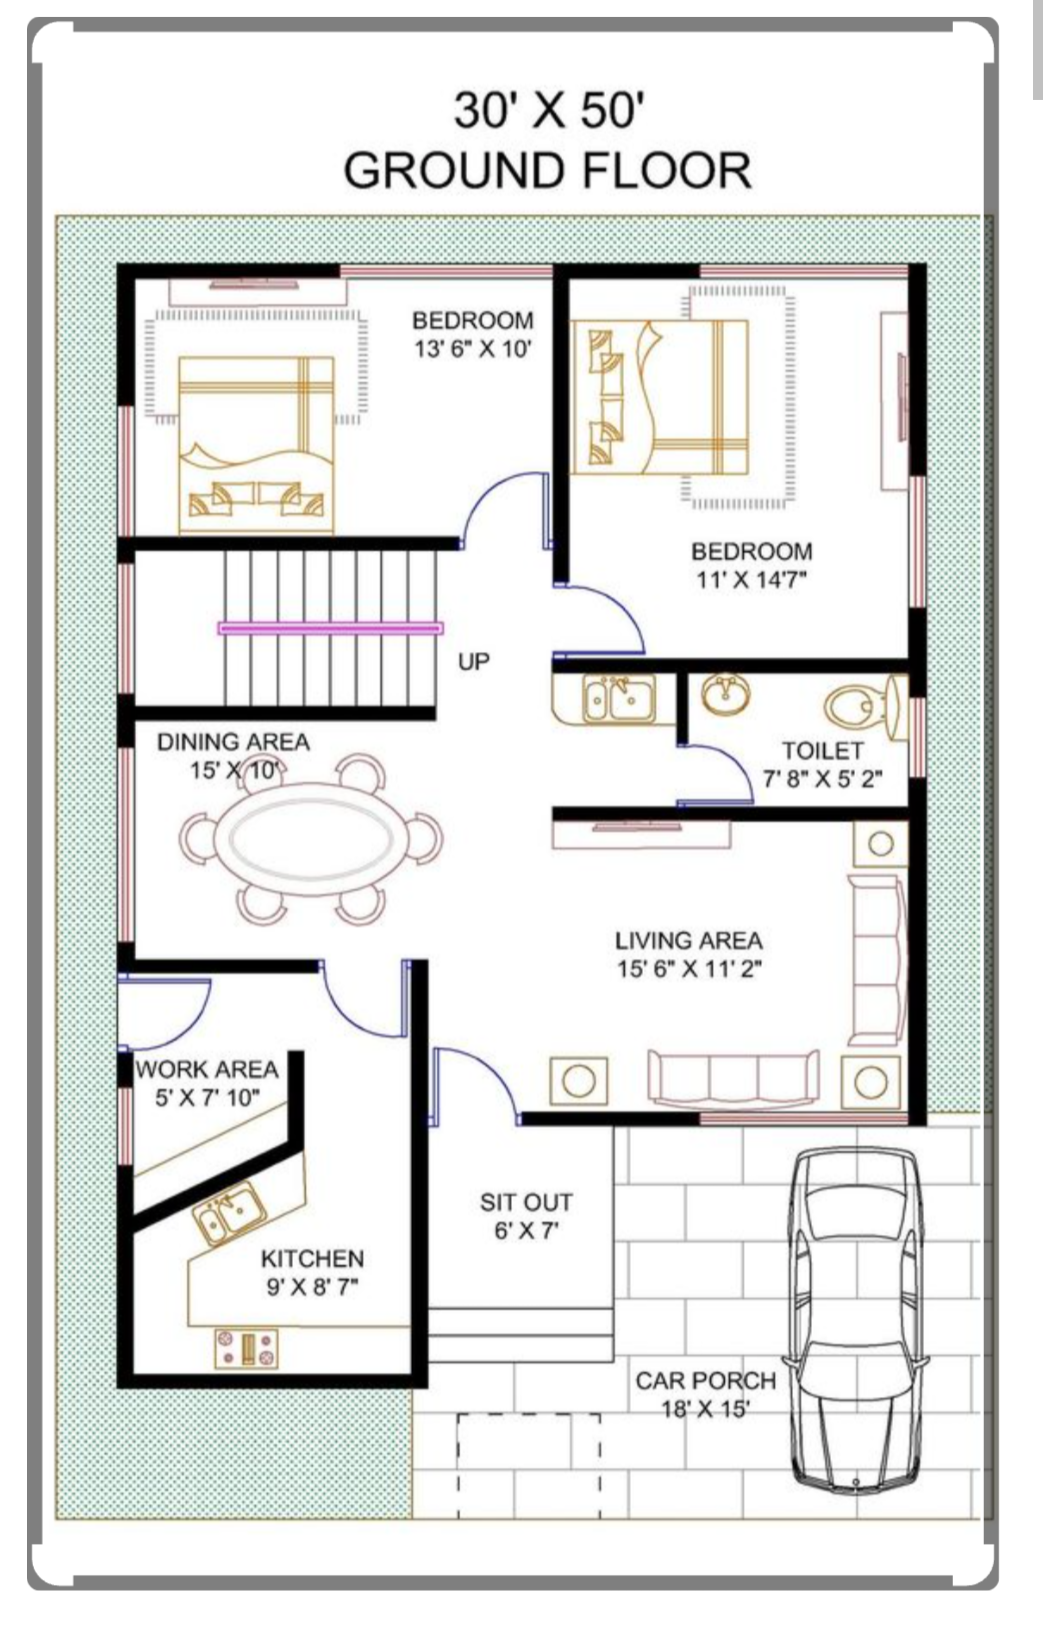 30' X 50'
GROUND FLOOR
BEDROOM
13' 6" X 10'
BEDROOM
11' X 14'7"
UP
DINING AREA
15' X 10'
TOILET
7' 8" X 5' 2"
LIVING AREA
15' 6" X 11' 2"
WORK AREA
5' X 7' 10"
SIT OUT
6' X 7'
KITCHEN
9' X 8' 7"
CAR PORCH
18' X 15'